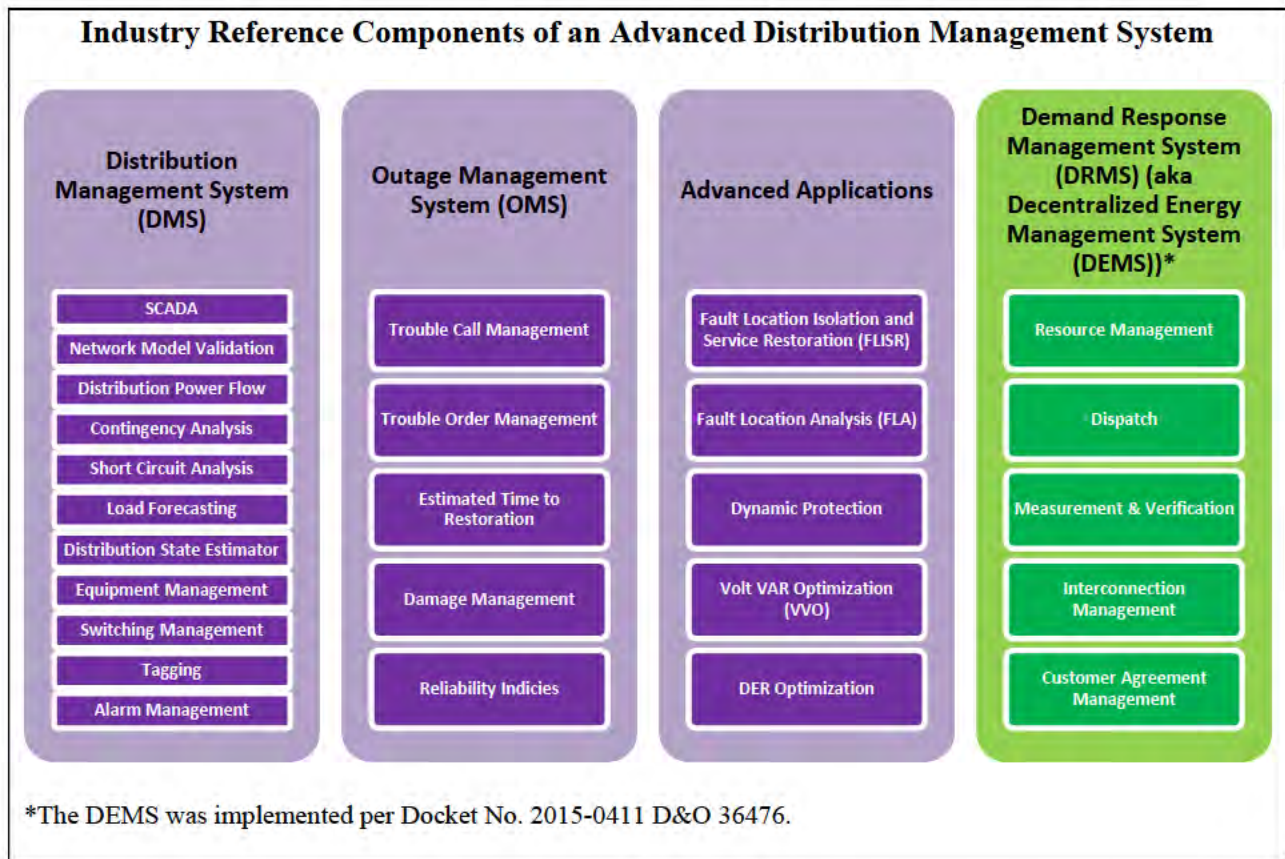 Industry Reference Components of an Advanced Distribution Management System
Distribution
Management System
(DMS)
SCADA
Network Model Validation
Distribution Power Flow
Contingency Analysis
Short Circuit Analysis
Load Forecasting
Distribution State Estimator
Equipment Management
Switching Management
Tagging
Alarm Management
Outage Management
System (OMS)
Trouble Call Management
Trouble Order Management
Estimated Time to
Restoration
Damage Management
Reliability Indicies
Advanced Applications
Fault Location Isolation and
Service Restoration (FLISR)
Fault Location Analysis (FLA)
Dynamic Protection
Volt VAR Optimization
(VVO)
DER Optimization
Demand Response
Management System
(DRMS) (aka
Decentralized Energy
Management System
(DEMS))*
Resource Management
Dispatch
Measurement & Verification
Interconnection
Management
Customer Agreement
Management
*The DEMS was implemented per Docket No. 2015-0411 D&O 36476.